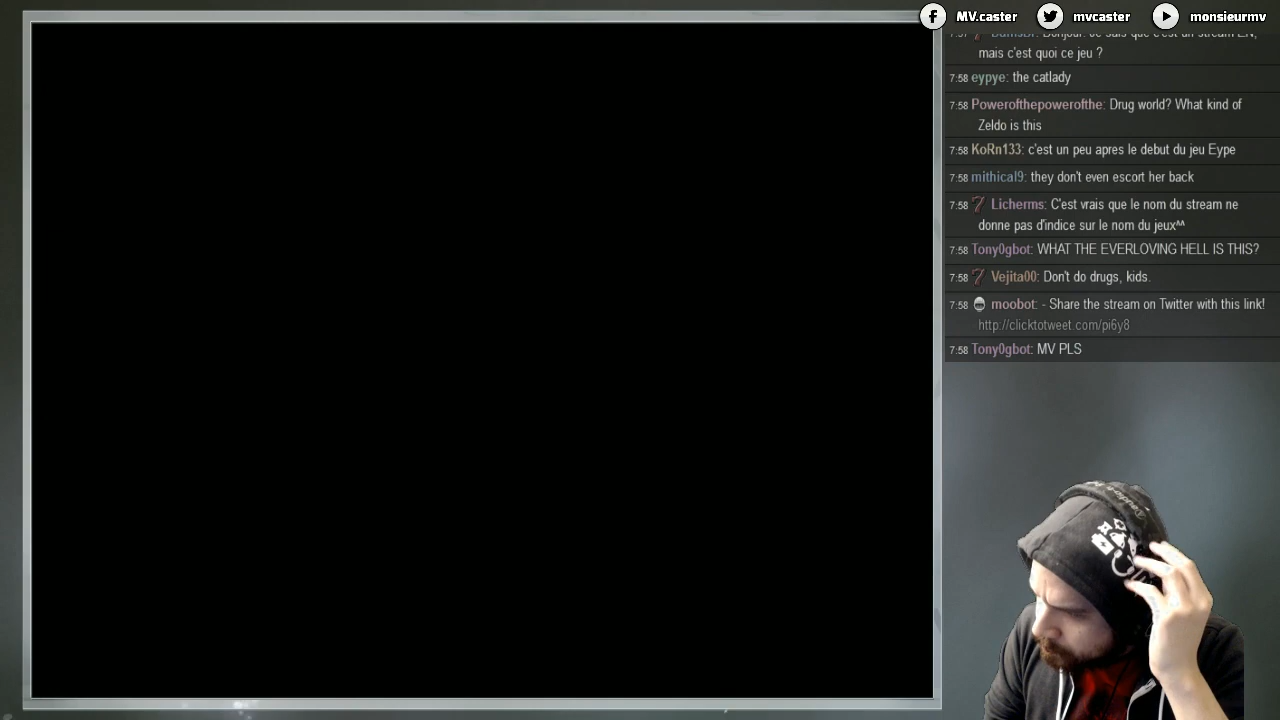 MV.caster mvcaster monsieurmv
mais c'est quoi ce jeu ?
7:58 eypye: the catlady
7:58 Powerofthepowerofthe: Drug world? What kind of
Zeldo is this
7:58 KoRn133: c'est un peu apres le debut du jeu Eype
7:58 mithical9: they don't even escort her back
7:58 Licherms: C'est vrais que le nom du stream ne
donne pas d'indice sur le nom du jeux^^
7:58 Tony0gbot: WHAT THE EVERLOVING HELL IS THIS?
7:58 Vejita00: Don't do drugs, kids.
7:58 moobot: - Share the stream on Twitter with this link!
http://clicktotweet.com/pi6y8
7:58 Tony0gbot: MV PLS